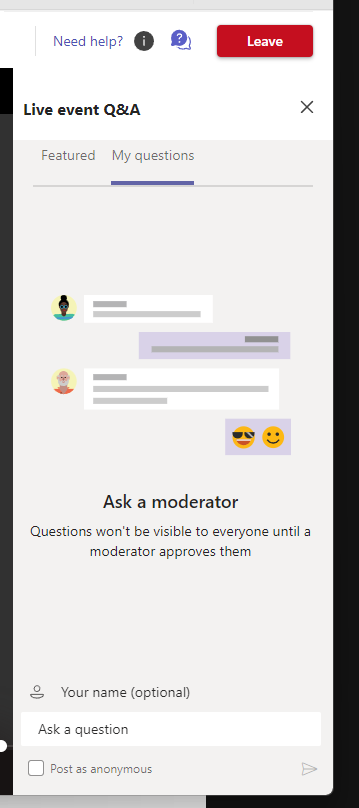 Need help?
Leave
Live event Q&A
Featured
My questions
Ask a moderator
Questions won't be visible to everyone until a
moderator approves them
Your name (optional)
Ask a question
Post as anonymous